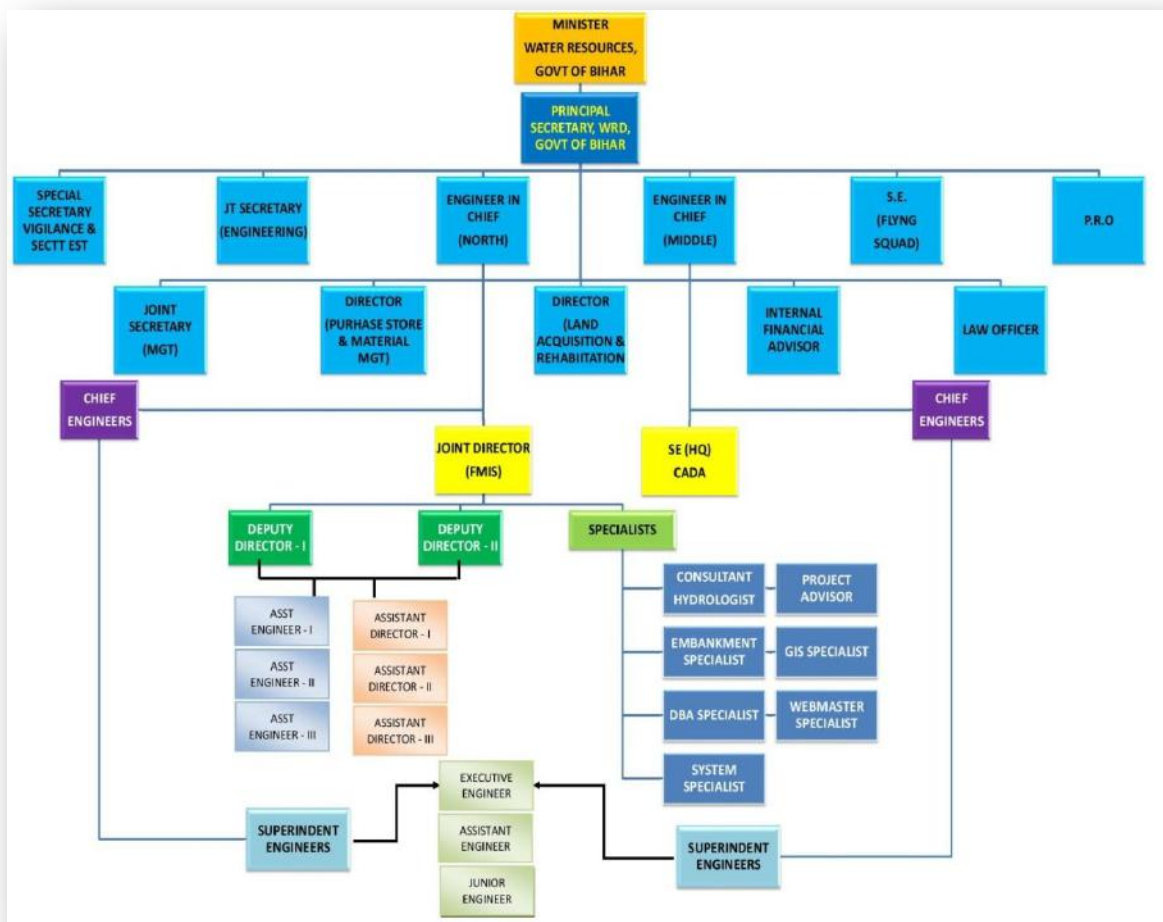 MINISTER
WATER RESOURCES,
GOVT OF BIHAR
PRINCIPAL
SECRETARY, WRD,
GOVT OF BIHAR
SPECIAL
SECRETARY
VIGILANCE &
SECTT EST
JT SECRETARY
(ENGINEERING)
ENGINEER IN
CHIEF
(NORTH)
ENGINEER IN
CHIEF
(MIDDLE)
S.E.
(FLYNG
SQUAD)
P.R.O
JOINT
SECRETARY
(MGT)
DIRECTOR
(PURHASE STORE
& MATERIAL
MGT)
DIRECTOR
(LAND
ACQUISITION &
REHABIITATION
INTERNAL
FINANCIAL
ADVISOR
LAW OFFICER
CHIEF
ENGINEERS
CHIEF
ENGINEERS
JOINT DIRECTOR
(FMIS)
SE (HQ)
CADA
DEPUTY
DIRECTOR - I
DEPUTY
DIRECTOR - II
SPECIALISTS
CONSULTANT
HYDROLOGIST
PROJECT
ADVISOR
ASST
ENGINEER - I
ASSISTANT
DIRECTOR - I
EMBANKMENT
SPECIALIST
GIS SPECIALIST
ASST
ENGINEER - II
ASSISTANT
DIRECTOR - II
DBA SPECIALIST
WEBMASTER
SPECIALIST
ASST
ENGINEER - III
ASSISTANT
DIRECTOR - III
SYSTEM
SPECIALIST
EXECUTIVE
ENGINEER
SUPERINDENT
ENGINEERS
ASSISTANT
ENGINEER
SUPERINDENT
ENGINEERS
JUNIOR
ENGINEER